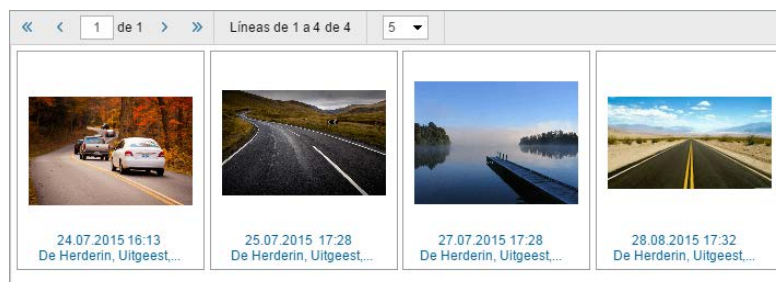 « ‹ 1 de 1 › » Líneas de 1 a 4 de 4 5
24.07.2015 16:13
De Herderin, Uitgeest,...
25.07.2015 17:28
De Herderin, Uitgeest,...
27.07.2015 17:28
De Herderin, Uitgeest,...
28.08.2015 17:32
De Herderin, Uitgeest,...